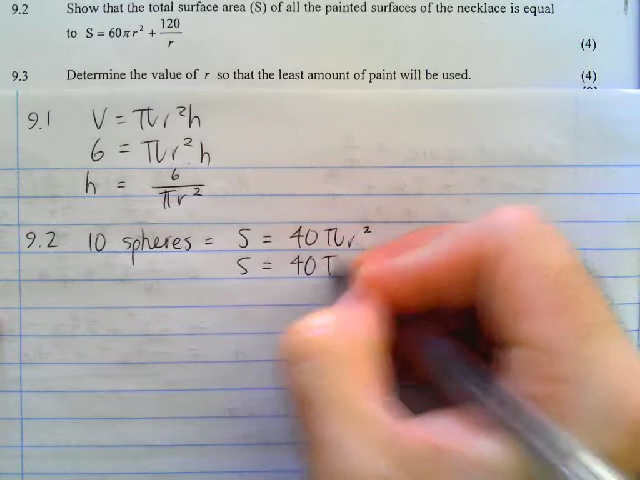 9.2 Show that the total surface area (S) of all the painted surfaces of the necklace is equal
to S = 60πr² + 120/r
(4)
9.3 Determine the value of r so that the least amount of paint will be used. (4)
9.1 V = πr²h
6 = πr²h
h = 6/πr²
9.2 10 spheres = S = 40πr²
S = 40π